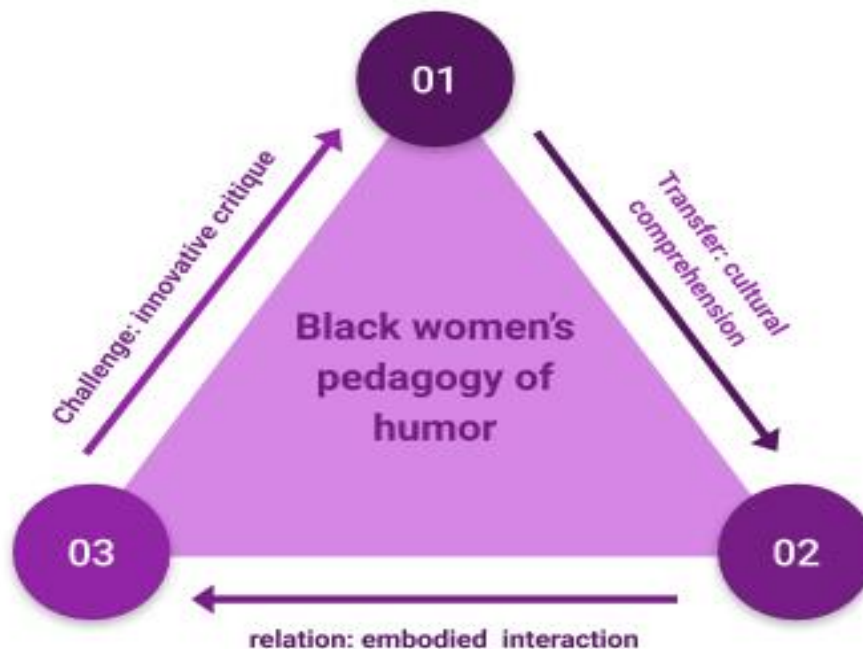 01
Challenge: innovative critique
Transfer: cultural
comprehension
Black women's
pedagogy of
humor
03
02
relation: embodied interaction